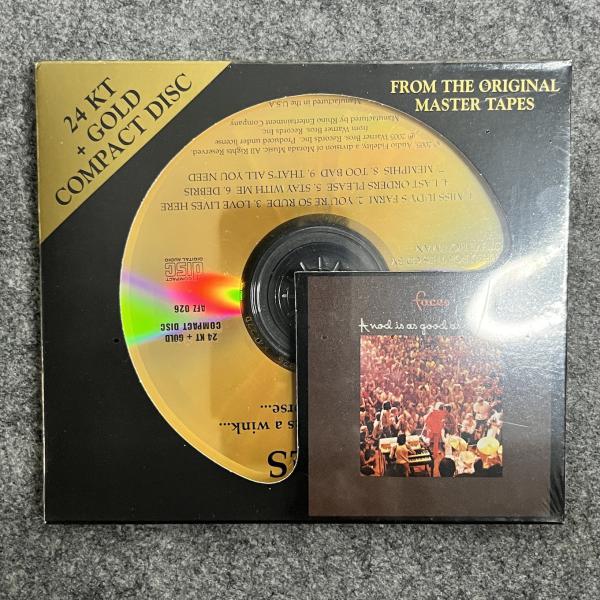 24 KT
+ GOLD
COMPACT DISC
FROM THE ORIGINAL
MASTER TAPES
Manufactured in the U.S.A
Manufactured by Rhino Entertainment Company
from Warner Bros. Records Inc.
Produced under license
℗ 2005 Warner Bros. Records Inc.
© 2005 Audio Fidelity, a division of Morada Music All Rights Reserved.
7. MEMPHIS 8. TOO BAD 9. THAT'S ALL YOU NEED
4. LAST ORDERS PLEASE 5. STAY WITH ME 6. DEBRIS
1. MISS JUDY'S FARM 2. YOU'RE SO RUDE 3. LOVE LIVES HERE
COMPACT
disc
DIGITAL AUDIO
AFZ 026
COMPACT DISC
24 KT + GOLD
s a wink...
orse...
ES
faces
A nod is as good as